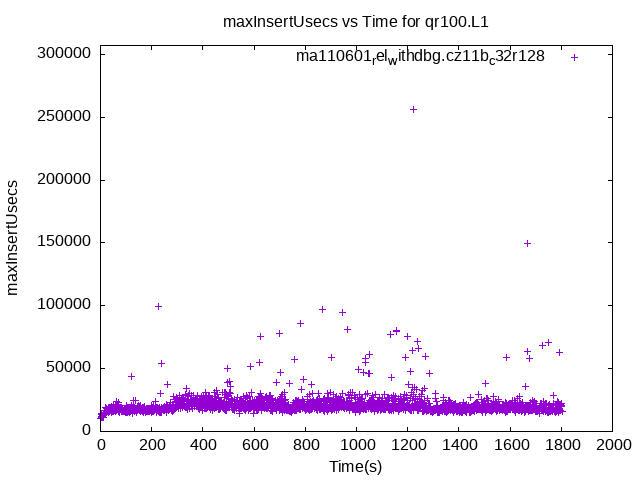 maxInsertUsecs vs Time for qr100.L1
ma110601_rel_withdbg.cz11b_c32r128
300000
250000
200000
150000
100000
50000
0
maxInsertUsecs
0 200 400 600 800 1000 1200 1400 1600 1800 2000
Time(s)